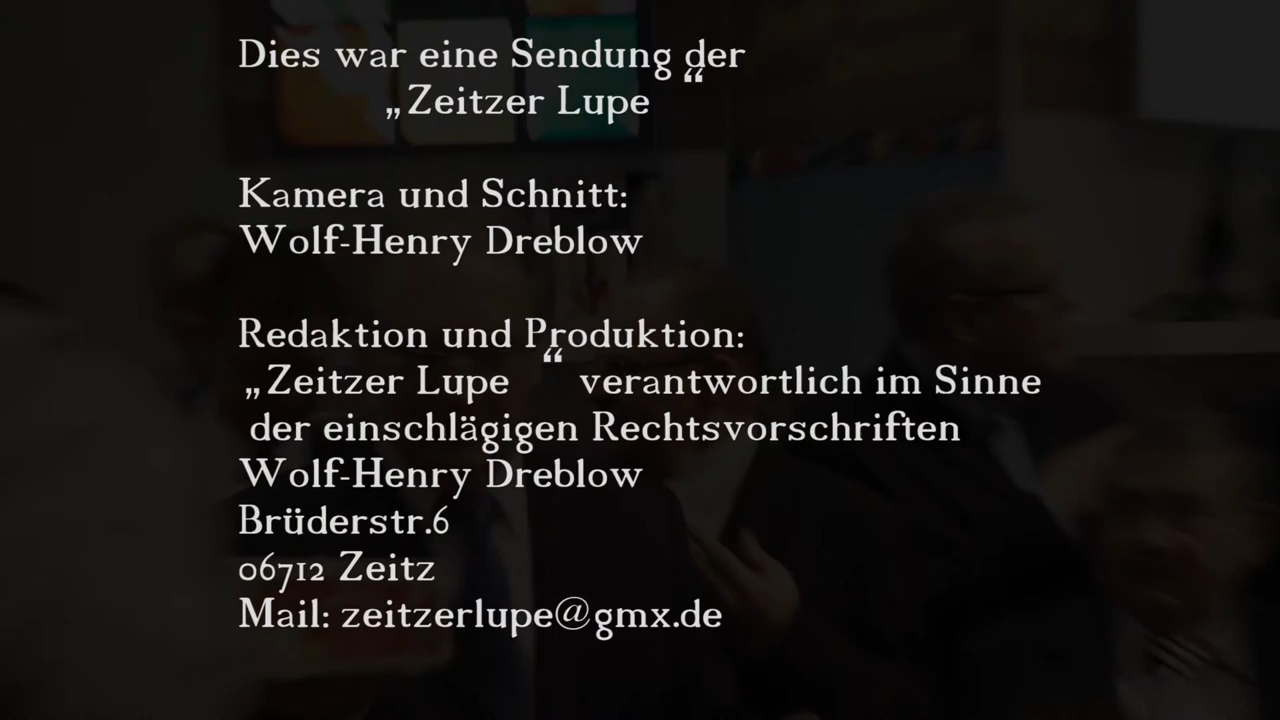 Dies war eine Sendung der
„Zeitzer Lupe“
Kamera und Schnitt:
Wolf-Henry Dreblow
Redaktion und Produktion:
„Zeitzer Lupe“ verantwortlich im Sinne
der einschlägigen Rechtsvorschriften
Wolf-Henry Dreblow
Brüderstr.6
06712 Zeitz
Mail: zeitzerlupe@gmx.de